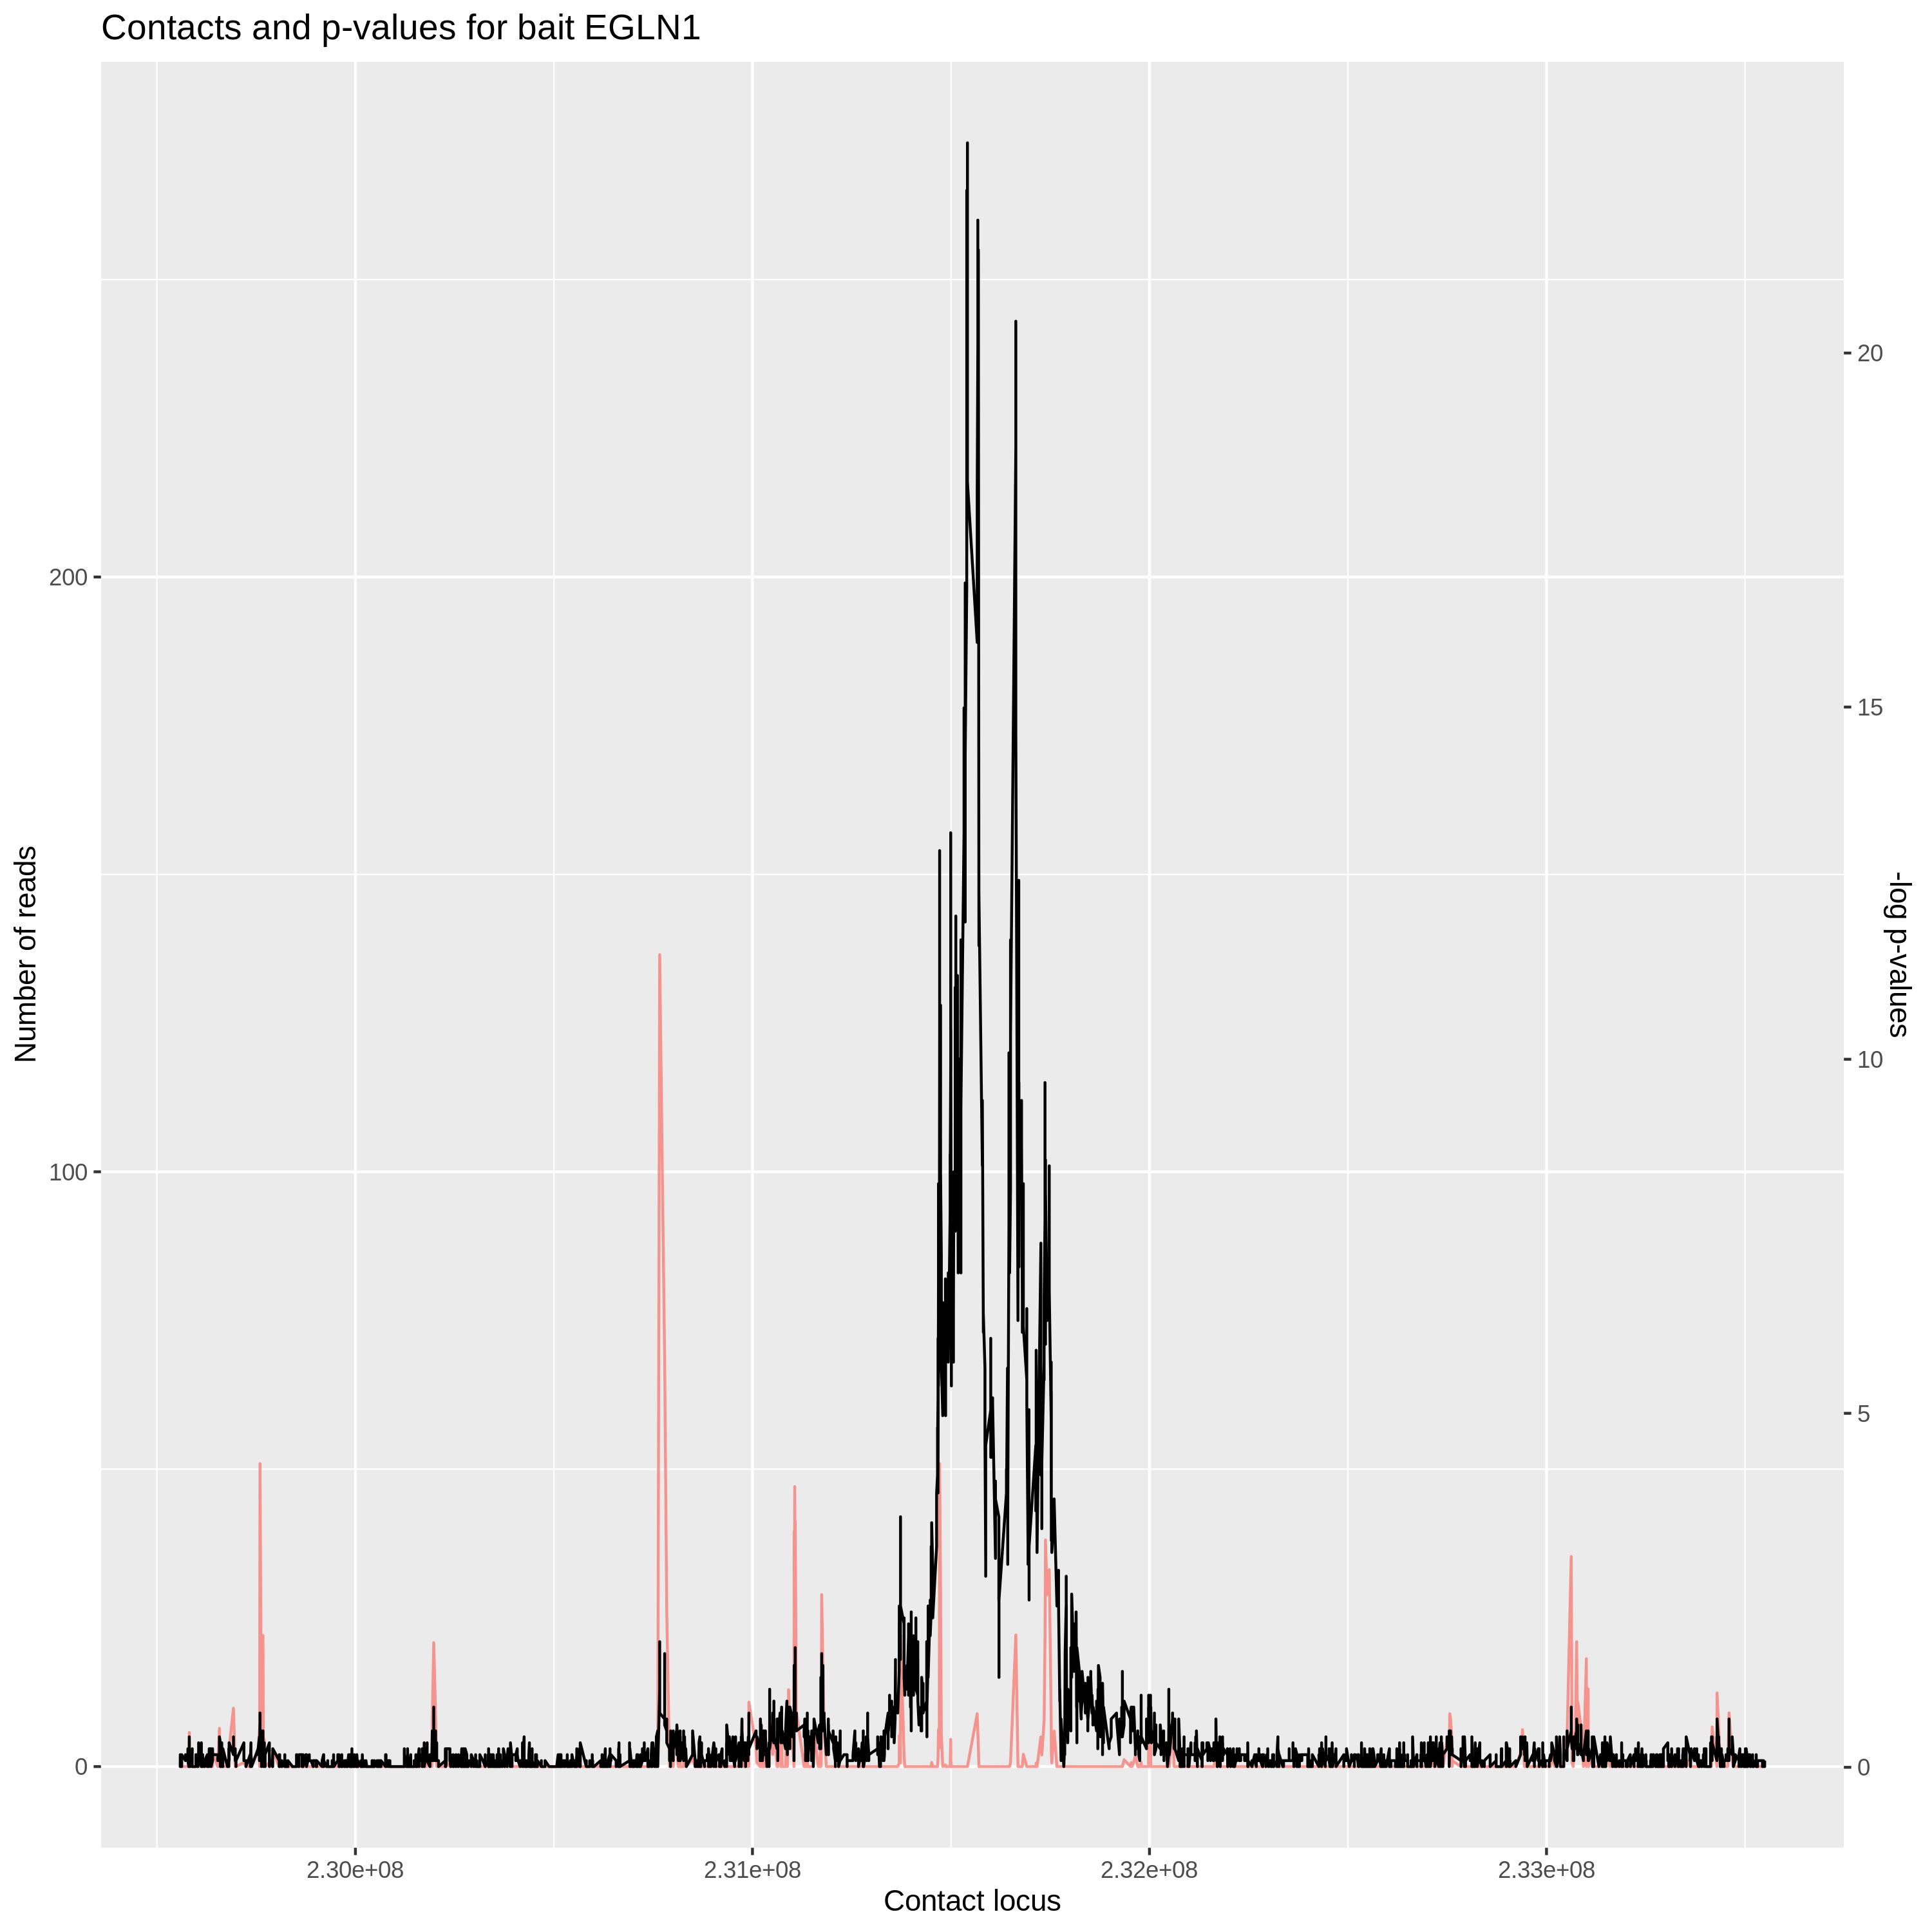 Contacts and p-values for bait EGLN1
Number of reads
200
100
0
20
15
10
5
0
-log p-values
2.30e+08 2.31e+08 2.32e+08 2.33e+08
Contact locus